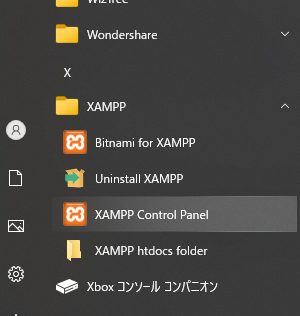 WizTree
Wondershare
X
XAMPP
Bitnami for XAMPP
Uninstall XAMPP
XAMPP Control Panel
XAMPP htdocs folder
Xbox コンソール コンパニオン